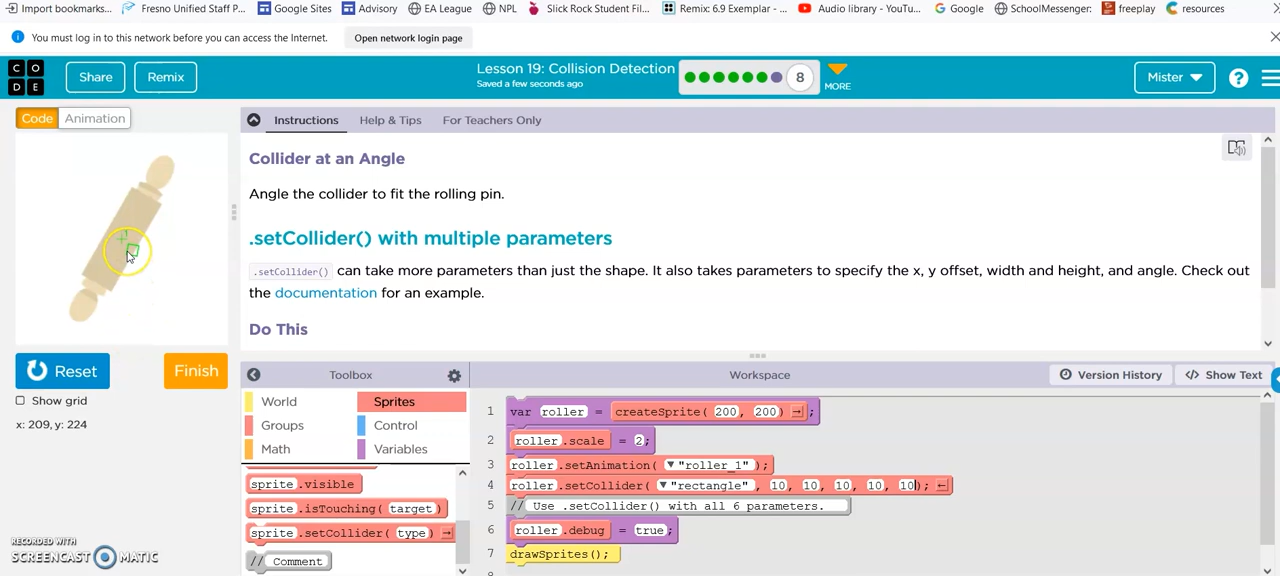 Import bookmarks... Fresno Unified Staff P... Google Sites Advisory EA League NPL Slick Rock Student Fil... Remix: 6.9 Exemplar - ... Audio library - YouTu... Google SchoolMessenger: freeplay resources
You must log in to this network before you can access the Internet. Open network login page
C O D E Share Remix Lesson 19: Collision Detection 8 MORE Mister ?
Saved a few seconds ago
Code Animation Instructions Help & Tips For Teachers Only
Collider at an Angle
Angle the collider to fit the rolling pin.
.setCollider() with multiple parameters
.setCollider() can take more parameters than just the shape. It also takes parameters to specify the x, y offset, width and height, and angle. Check out
the documentation for an example.
Do This
Reset Finish
Show grid
x: 209, y: 224
Toolbox Workspace Version History </> Show Text
World Sprites
Groups Control
Math Variables
sprite .visible
sprite .isTouching( target )
sprite .setCollider( type )
// Comment
1 var roller = createSprite( 200, 200) ;
2 roller .scale = 2;
3 roller .setAnimation( "roller_1" );
4 roller .setCollider( "rectangle" , 10, 10, 10, 10, 10);
5 // Use .setCollider() with all 6 parameters.
6 roller .debug = true;
7 drawSprites();
8
RECORDED WITH
SCREENCAST MATIC